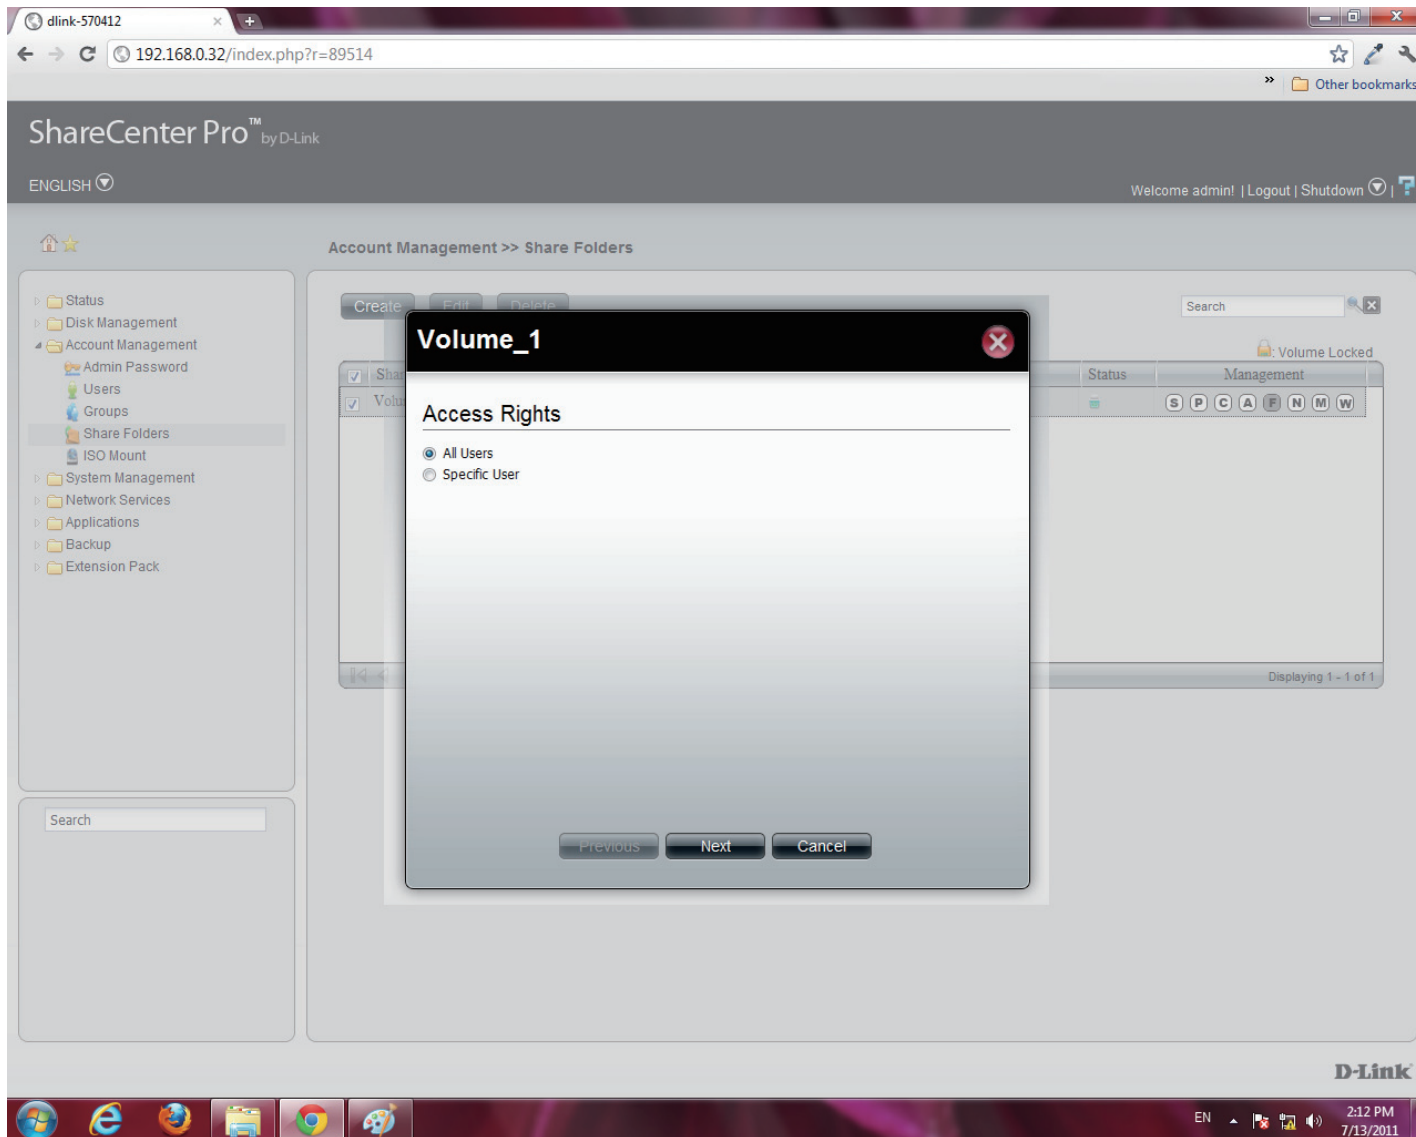 dlink-570412
192.168.0.32/index.php?r=89514
» Other bookmarks
ShareCenter Pro™ by D-Link
ENGLISH
Welcome admin! | Logout | Shutdown | ?
Account Management >> Share Folders
Status
Disk Management
Account Management
Admin Password
Users
Groups
Share Folders
ISO Mount
System Management
Network Services
Applications
Backup
Extension Pack
Search
Create Edit Delete
Search
: Volume Locked
Shar Status Management
Volu S P C A F N M W
Displaying 1 - 1 of 1
Volume_1
Access Rights
All Users
Specific User
Previous Next Cancel
D-Link
EN
2:12 PM
7/13/2011